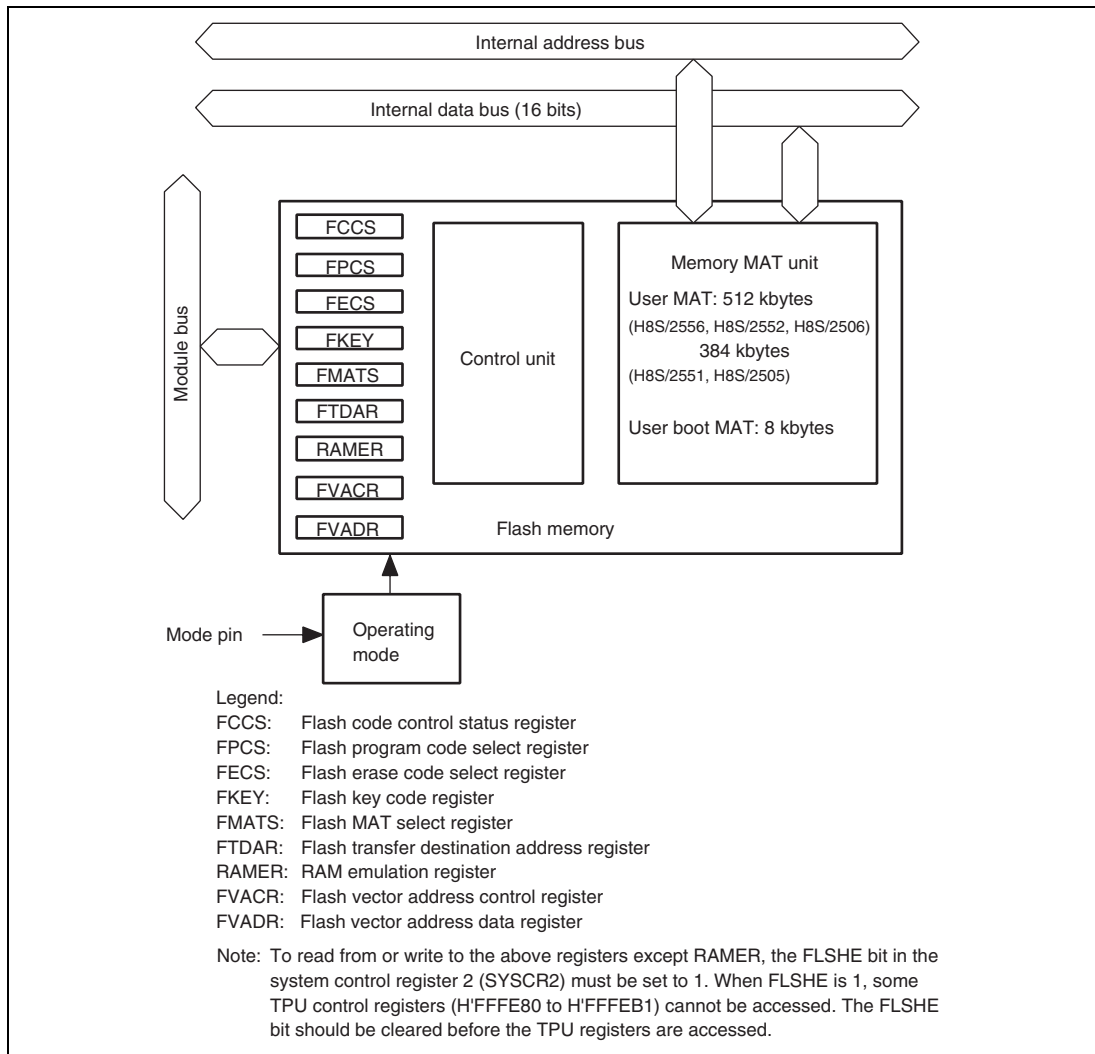 Internal address bus
Internal data bus (16 bits)
Module bus
FCCS
FPCS
FECS
FKEY
FMATS
FTDAR
RAMER
FVACR
FVADR
Control unit
Memory MAT unit
User MAT: 512 kbytes
(H8S/2556, H8S/2552, H8S/2506)
384 kbytes
(H8S/2551, H8S/2505)
User boot MAT: 8 kbytes
Flash memory
Mode pin
Operating
mode
Legend:
FCCS: Flash code control status register
FPCS: Flash program code select register
FECS: Flash erase code select register
FKEY: Flash key code register
FMATS: Flash MAT select register
FTDAR: Flash transfer destination address register
RAMER: RAM emulation register
FVACR: Flash vector address control register
FVADR: Flash vector address data register
Note: To read from or write to the above registers except RAMER, the FLSHE bit in the
system control register 2 (SYSCR2) must be set to 1. When FLSHE is 1, some
TPU control registers (H'FFFE80 to H'FFFEB1) cannot be accessed. The FLSHE
bit should be cleared before the TPU registers are accessed.